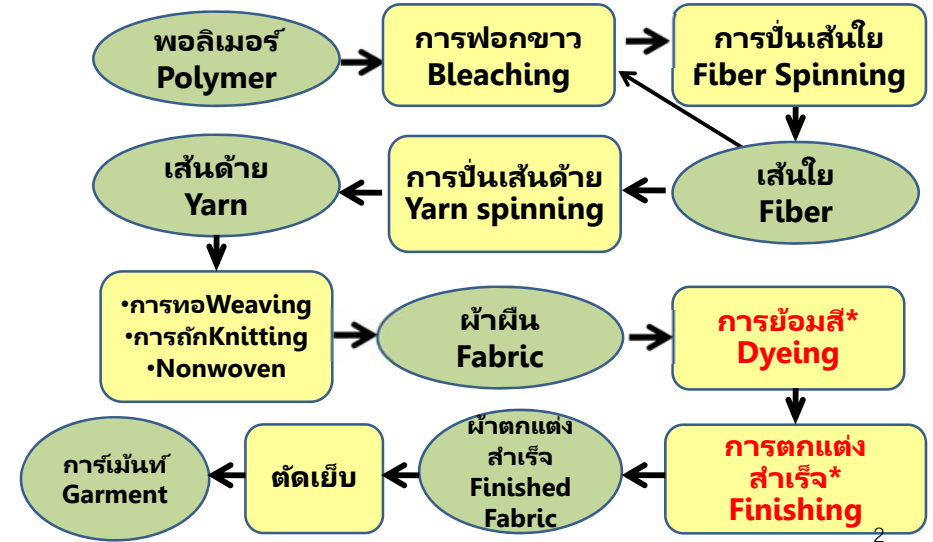 พอลิเมอร์
Polymer
การฟอกขาว
Bleaching
การปั่นเส้นใย
Fiber Spinning
เส้นด้าย
Yarn
การปั่นเส้นด้าย
Yarn spinning
เส้นใย
Fiber
•การทอWeaving
•การถักKnitting
•Nonwoven
ผ้าผืน
Fabric
การย้อมสี*
Dyeing
การ์เม้นท์
Garment
ตัดเย็บ
ผ้าตกแต่ง
สำเร็จ
Finished
Fabric
การตกแต่ง
สำเร็จ*
Finishing
2